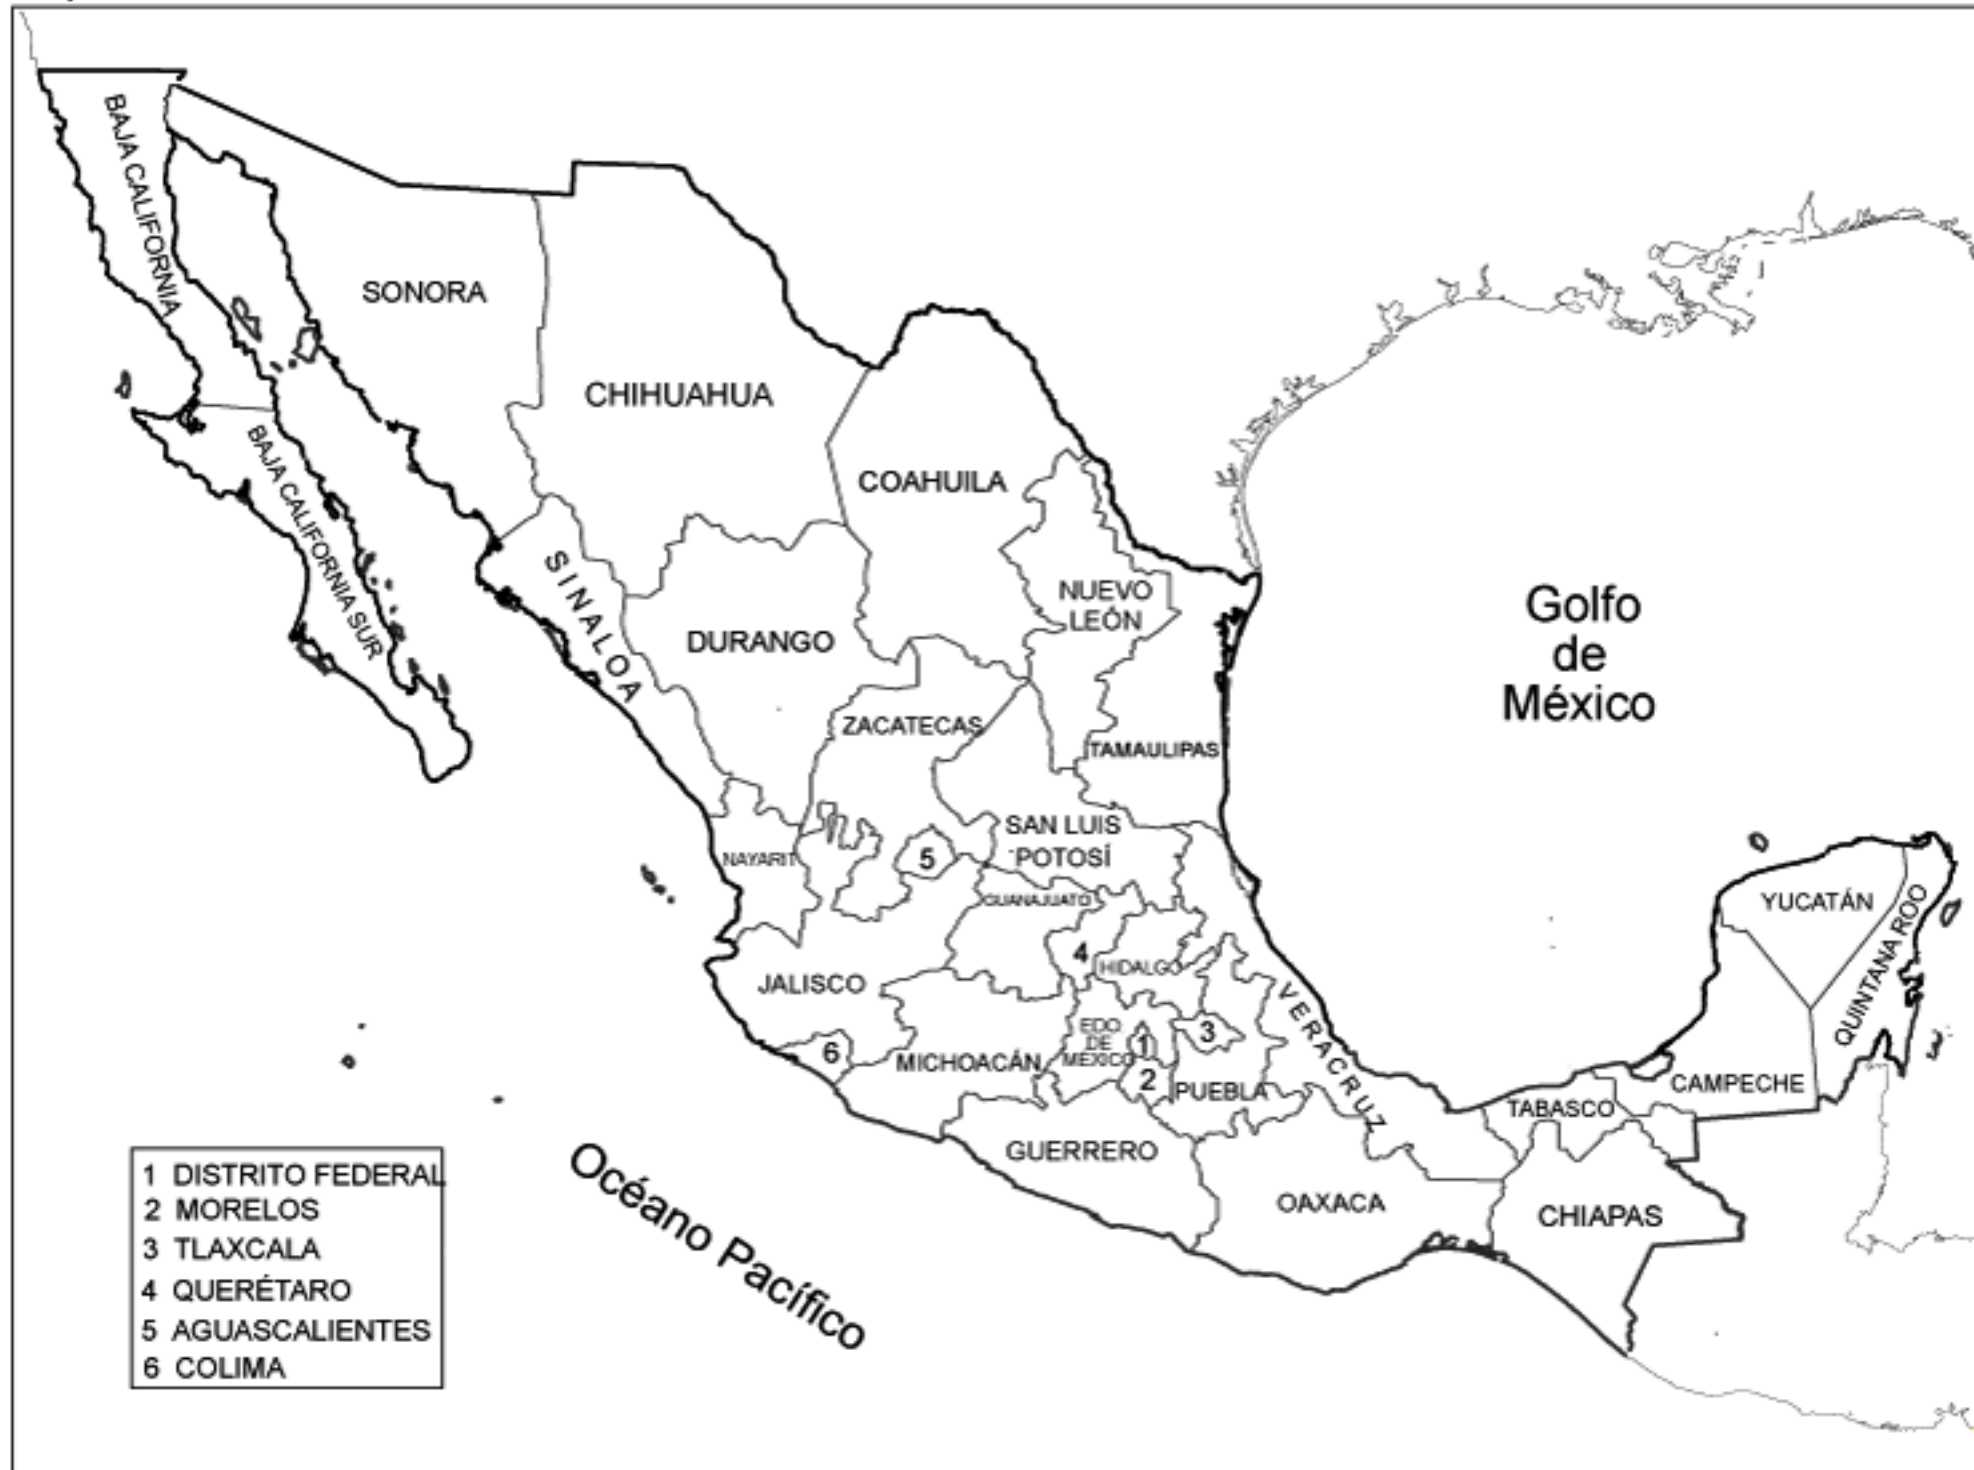 BAJA CALIFORNIA
SONORA
CHIHUAHUA
COAHUILA
BAJA CALIFORNIA SUR
SINALOA
NUEVO
LEÓN
DURANGO
Golfo
de
México
ZACATECAS
TAMAULIPAS
SAN LUIS
POTOSÍ
NAYARIT
5
GUANAJUATO
YUCATÁN
QUINTANA ROO
4
HIDALGO
JALISCO
VERACRUZ
EDO
DE
MEXICO
1
3
6
MICHOACÁN
2
PUEBLA
CAMPECHE
TABASCO
GUERRERO
OAXACA
CHIAPAS
Océano Pacífico
1 DISTRITO FEDERAL
2 MORELOS
3 TLAXCALA
4 QUERÉTARO
5 AGUASCALIENTES
6 COLIMA